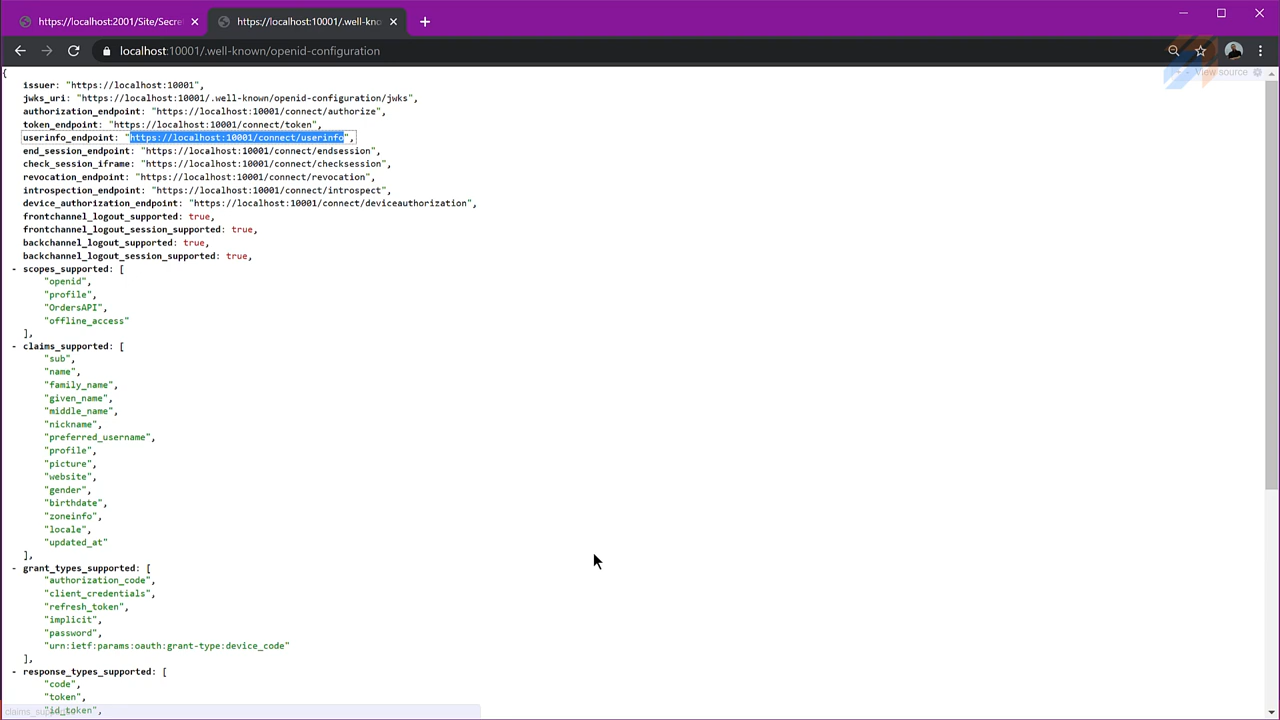 https://localhost:2001/Site/Secre
https://localhost:10001/.well-kno
localhost:10001/.well-known/openid-configuration
View source
{
issuer: "https://localhost:10001",
jwks_uri: "https://localhost:10001/.well-known/openid-configuration/jwks",
authorization_endpoint: "https://localhost:10001/connect/authorize",
token_endpoint: "https://localhost:10001/connect/token",
userinfo_endpoint: "https://localhost:10001/connect/userinfo",
end_session_endpoint: "https://localhost:10001/connect/endsession",
check_session_iframe: "https://localhost:10001/connect/checksession",
revocation_endpoint: "https://localhost:10001/connect/revocation",
introspection_endpoint: "https://localhost:10001/connect/introspect",
device_authorization_endpoint: "https://localhost:10001/connect/deviceauthorization",
frontchannel_logout_supported: true,
frontchannel_logout_session_supported: true,
backchannel_logout_supported: true,
backchannel_logout_session_supported: true,
- scopes_supported: [
"openid",
"profile",
"OrdersAPI",
"offline_access"
],
- claims_supported: [
"sub",
"name",
"family_name",
"given_name",
"middle_name",
"nickname",
"preferred_username",
"profile",
"picture",
"website",
"gender",
"birthdate",
"zoneinfo",
"locale",
"updated_at"
],
- grant_types_supported: [
"authorization_code",
"client_credentials",
"refresh_token",
"implicit",
"password",
"urn:ietf:params:oauth:grant-type:device_code"
],
- response_types_supported: [
"code",
"token",
"id_token",